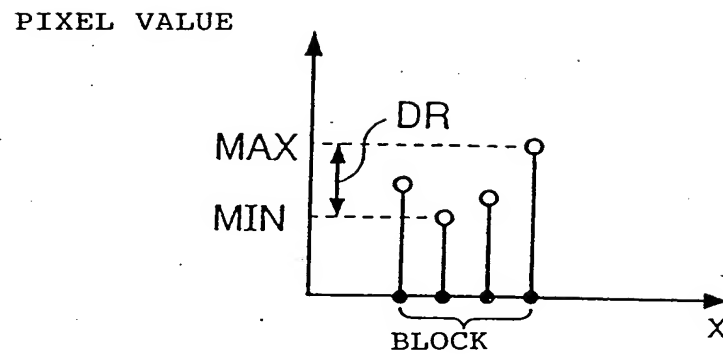 PIXEL VALUE
DR
MAX
MIN
BLOCK
X